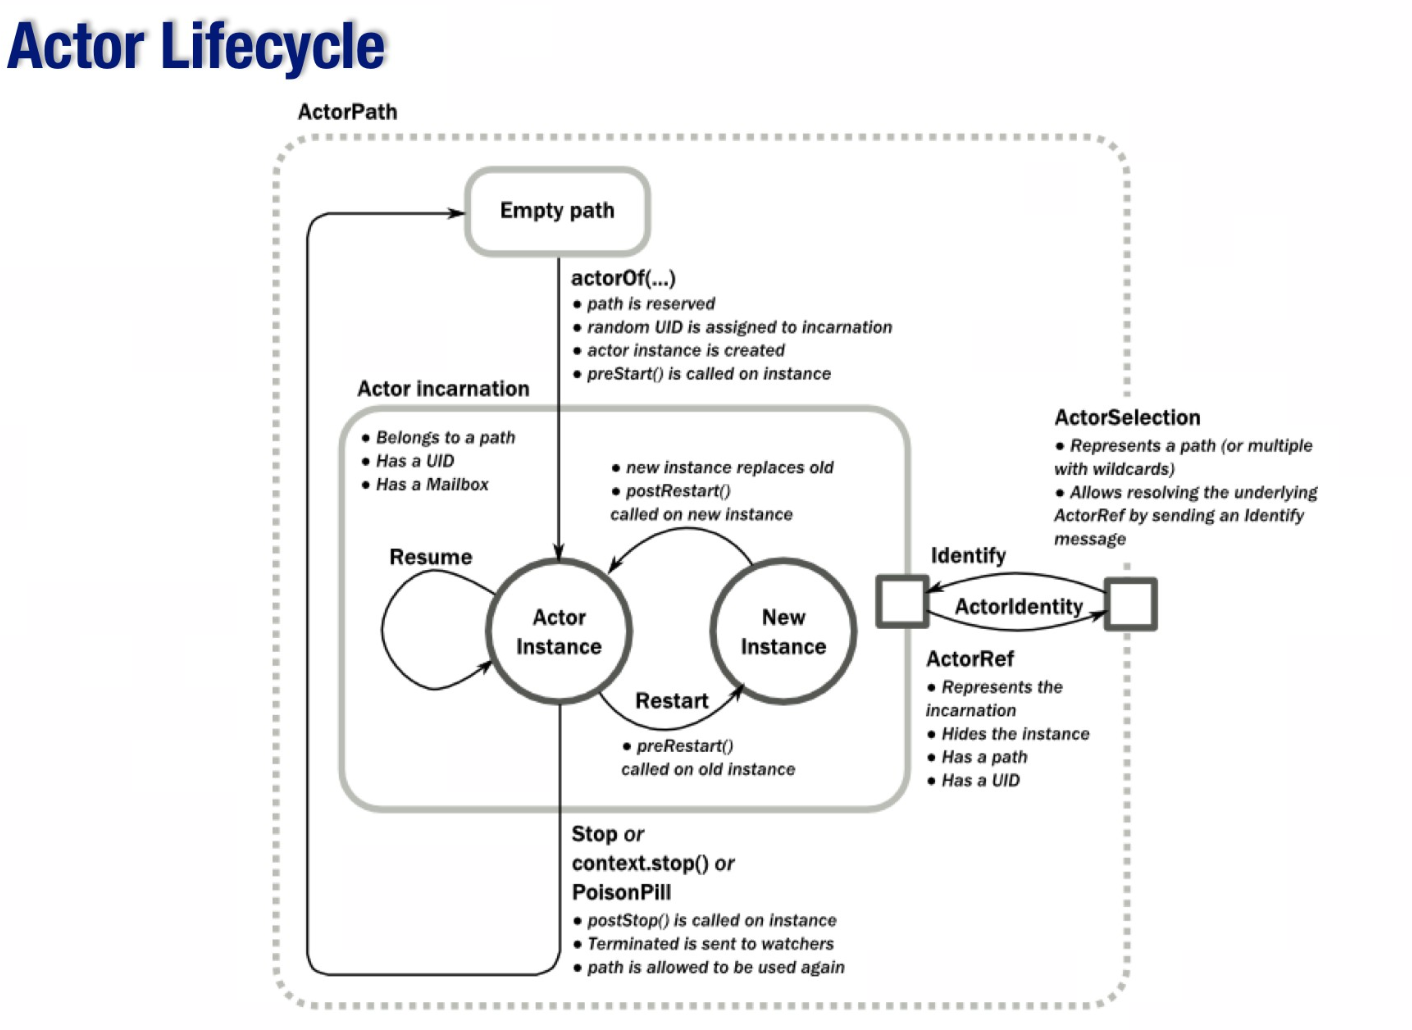 Actor Lifecycle
ActorPath
Empty path
actorOf(...)
● path is reserved
● random UID is assigned to incarnation
● actor instance is created
● preStart() is called on instance
Actor incarnation
● Belongs to a path
● Has a UID
● Has a Mailbox
● new instance replaces old
● postRestart()
called on new instance
Resume
Actor
Instance
New
Instance
Restart
● preRestart()
called on old instance
ActorSelection
● Represents a path (or multiple
with wildcards)
● Allows resolving the underlying
ActorRef by sending an Identify
message
Identify
ActorIdentity
ActorRef
● Represents the
incarnation
● Hides the instance
● Has a path
● Has a UID
Stop or
context.stop() or
PoisonPill
● postStop() is called on instance
● Terminated is sent to watchers
● path is allowed to be used again